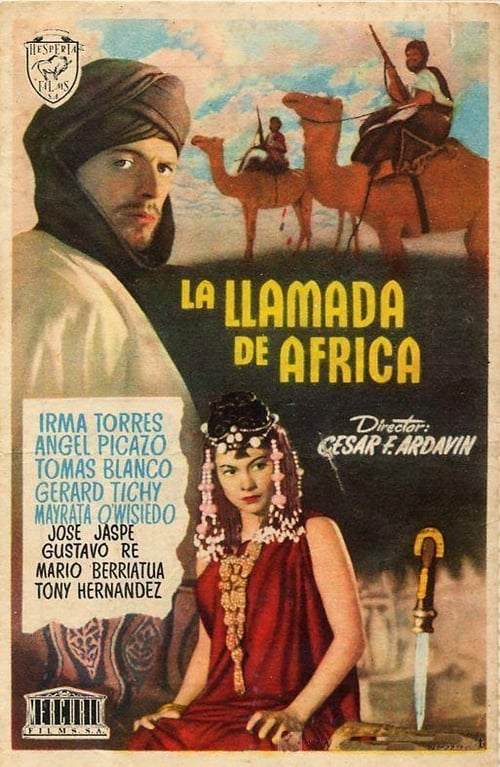 HESPERIA
FILMS
S.A.
LA LLAMADA
DE AFRICA
Director:
CESAR F. ARDAVIN
IRMA TORRES
ANGEL PICAZO
TOMAS BLANCO
GERARD TICHY
MAYRATA O'WISIEDO
JOSE JASPE
GUSTAVO RE
MARIO BERRIATUA
TONY HERNANDEZ
MERCURIO
FILMS. S.A.